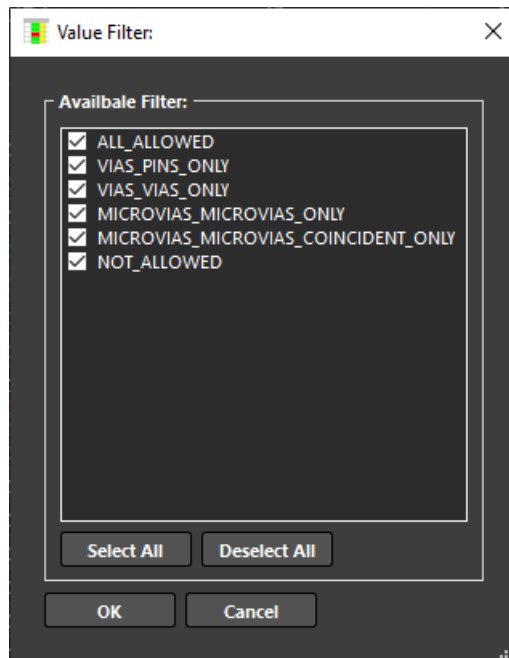 Value Filter:
Availbale Filter:
ALL_ALLOWED
VIAS_PINS_ONLY
VIAS_VIAS_ONLY
MICROVIAS_MICROVIAS_ONLY
MICROVIAS_MICROVIAS_COINCIDENT_ONLY
NOT_ALLOWED
Select All Deselect All
OK Cancel